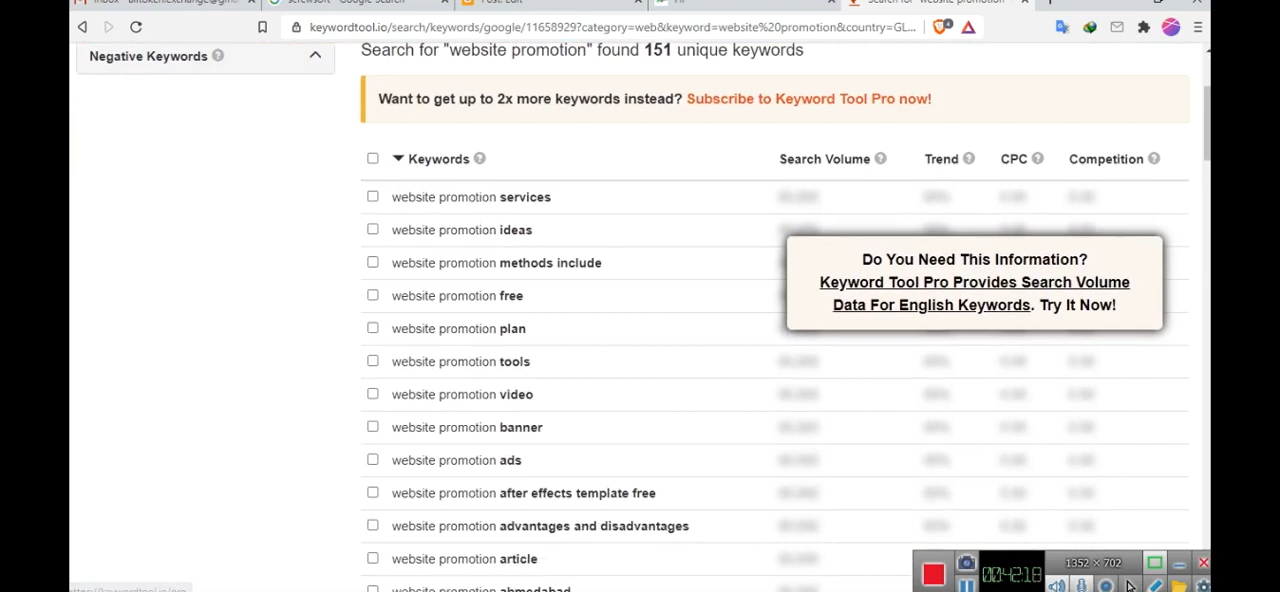 keywordtool.io/search/keywords/google/11658929?category=web&keyword=website%20promotion&country=GL...
Negative Keywords
Search for "website promotion" found 151 unique keywords
Want to get up to 2x more keywords instead? Subscribe to Keyword Tool Pro now!
Keywords Search Volume Trend CPC Competition
website promotion services
website promotion ideas
Do You Need This Information?
website promotion methods include
Keyword Tool Pro Provides Search Volume
website promotion free
Data For English Keywords. Try It Now!
website promotion plan
website promotion tools
website promotion video
website promotion banner
website promotion ads
website promotion after effects template free
website promotion advantages and disadvantages
website promotion article
1352 × 702
00:42:18